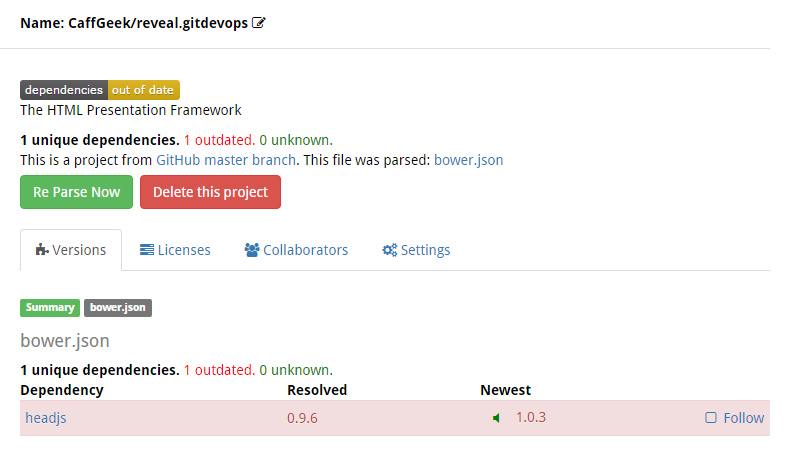 Name: CaffGeek/reveal.gitdevops
dependencies out of date
The HTML Presentation Framework
1 unique dependencies. 1 outdated. 0 unknown.
This is a project from GitHub master branch. This file was parsed: bower.json
Re Parse Now Delete this project
Versions Licenses Collaborators Settings
Summary bower.json
bower.json
1 unique dependencies. 1 outdated. 0 unknown.
Dependency Resolved Newest
headjs 0.9.6 1.0.3 Follow